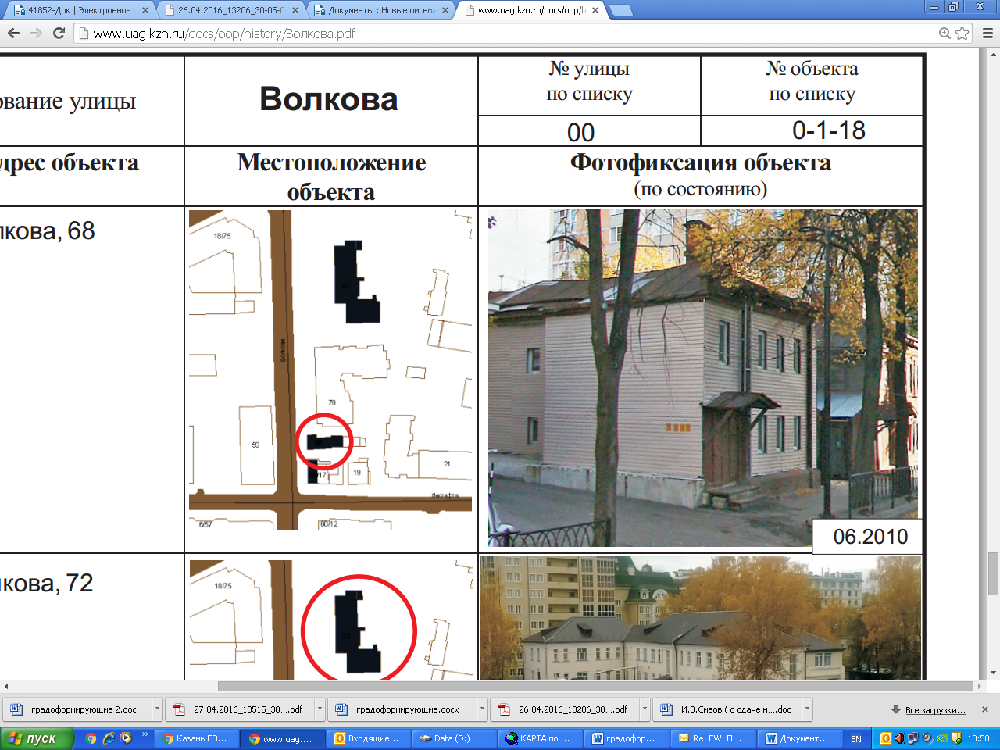 41852-Док | Электронное г
26.04.2016_13206_30-05-0
Документы : Новые письма
www.uag.kzn.ru/docs/oop/h
www.uag.kzn.ru/docs/oop/history/Волкова.pdf
ование улицы
Волкова
№ улицы
по списку
№ объекта
по списку
00
0-1-18
дрес объекта
Местоположение
объекта
Фотофиксация объекта
(по состоянию)
лкова, 68
18/75
72
Волкова
70
59
/17
19
21
Лесгафта
6/57
60/12
06.2010
лкова, 72
18/75
72
градоформирующие 2.doc
27.04.2016_13515_30....pdf
градоформирующие.docx
26.04.2016_13206_30....pdf
И.В.Сивов ( о сдаче н....doc
Все загрузки...
пуск
Казань ПЗ...
www.uag....
Входящие...
Data (D:)
КАРТА по ...
градофор...
Re: FW: П...
Документ...
EN
18:50